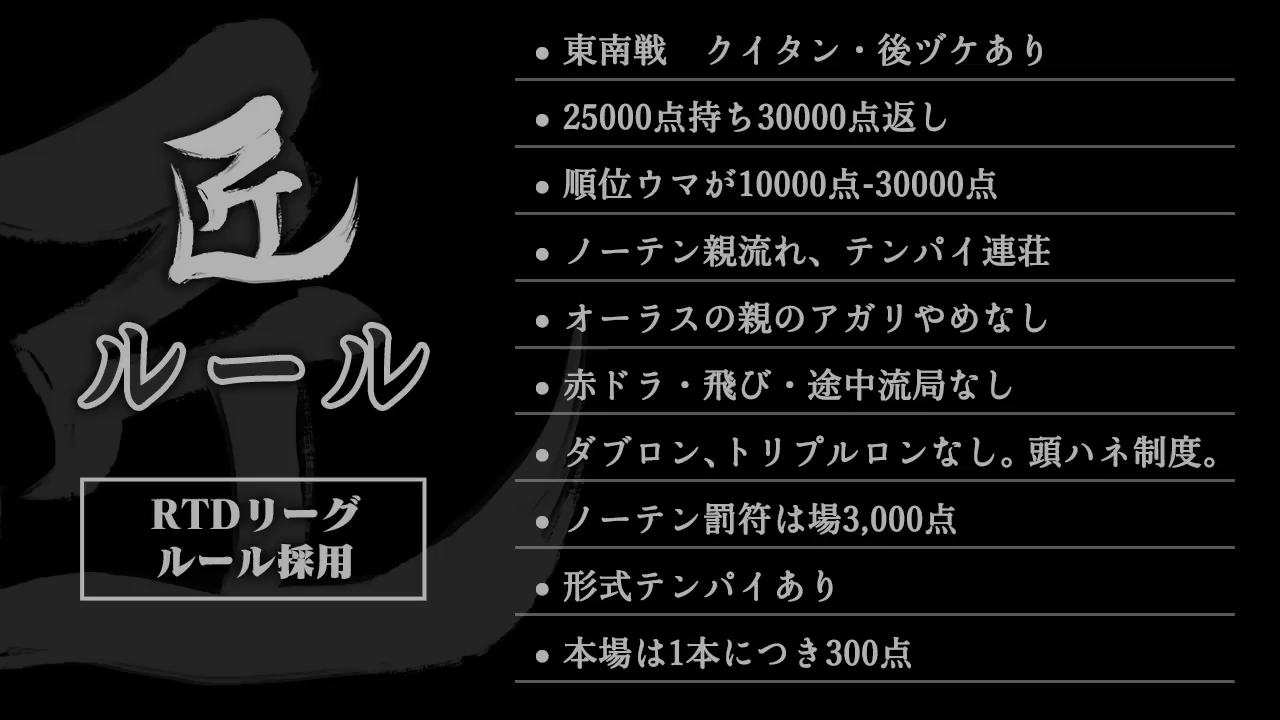 匠
ルール
RTDリーグ
ルール採用
● 東南戦　クイタン・後ヅケあり
● 25000点持ち30000点返し
● 順位ウマが10000点-30000点
● ノーテン親流れ、テンパイ連荘
● オーラスの親のアガリやめなし
● 赤ドラ・飛び・途中流局なし
● ダブロン、トリプルロンなし。頭ハネ制度。
● ノーテン罰符は場3,000点
● 形式テンパイあり
● 本場は1本につき300点